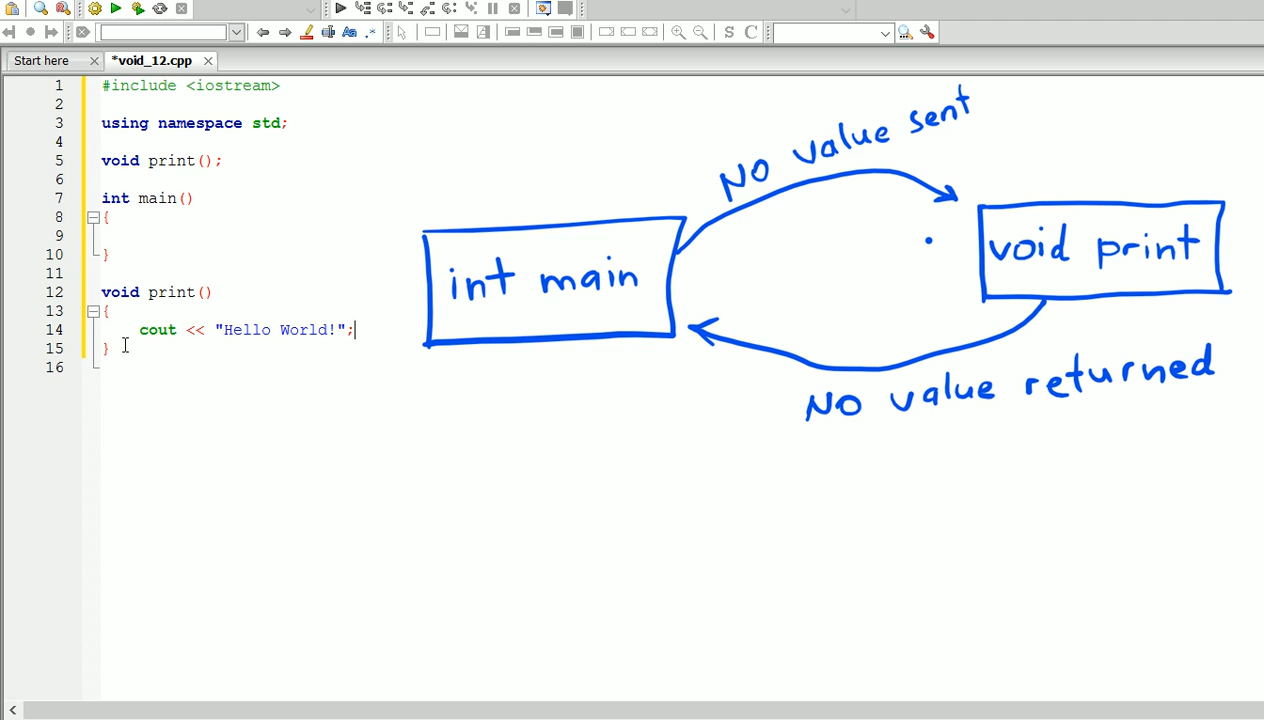 Start here
*void_12.cpp
1 #include <iostream>
2
3 using namespace std;
4
5 void print();
6
7 int main()
8 {
9
10 }
11
12 void print()
13 {
14 cout << "Hello World!";
15 }
16
NO value sent
int main
void print
NO value returned